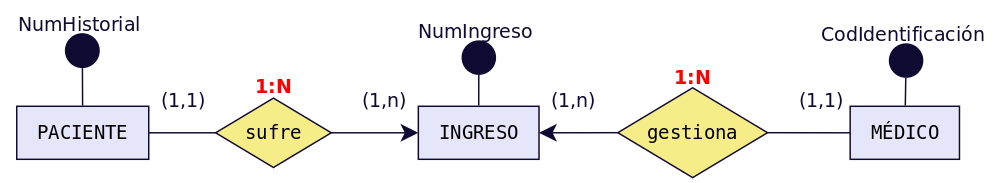 NumHistorial
NumIngreso
CodIdentificación
1:N
1:N
(1,1)
(1,n)
(1,n)
(1,1)
PACIENTE
sufre
INGRESO
gestiona
MÉDICO